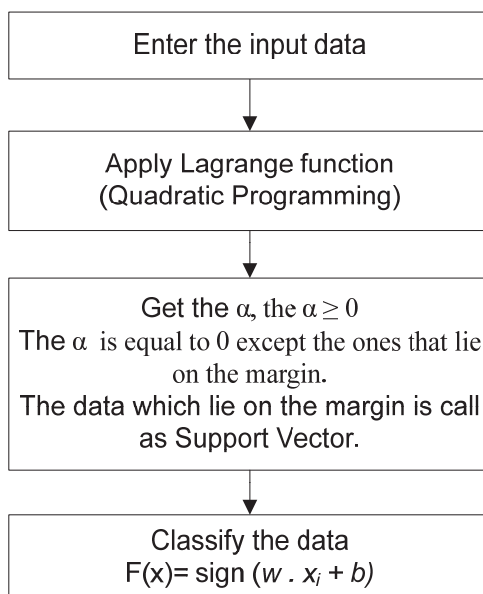 Enter the input data
Apply Lagrange function
(Quadratic Programming)
Get the α, the α ≥ 0
The α is equal to 0 except the ones that lie
on the margin.
The data which lie on the margin is call
as Support Vector.
Classify the data
F(x)= sign (w . xᵢ + b)